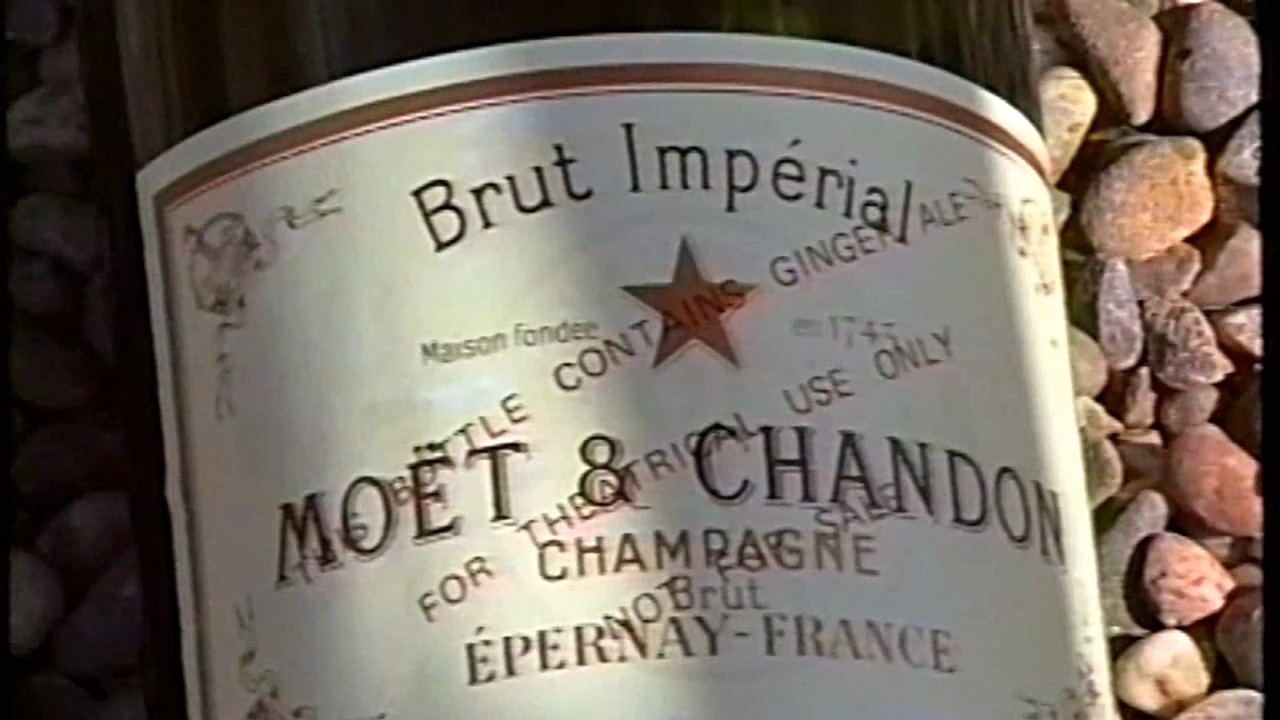 Brut Impérial
Maison fondée en 1743
MOËT & CHANDON
CHAMPAGNE
Brut
ÉPERNAY-FRANCE
BOTTLE CONTAINS GINGER ALE
FOR THEATRICAL USE ONLY
NOT FOR SALE